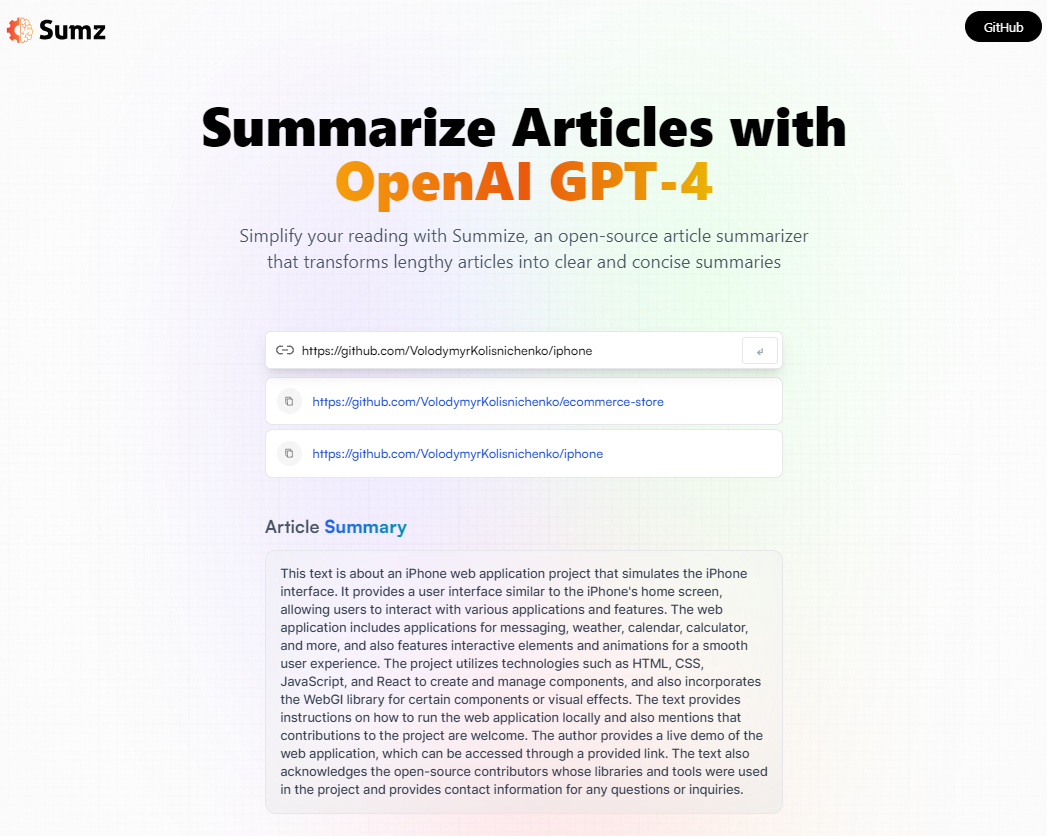 Sumz
GitHub
Summarize Articles with
OpenAI GPT-4
Simplify your reading with Summize, an open-source article summarizer
that transforms lengthy articles into clear and concise summaries
https://github.com/VolodymyrKolisnichenko/iphone
https://github.com/VolodymyrKolisnichenko/ecommerce-store
https://github.com/VolodymyrKolisnichenko/iphone
Article Summary
This text is about an iPhone web application project that simulates the iPhone
interface. It provides a user interface similar to the iPhone's home screen,
allowing users to interact with various applications and features. The web
application includes applications for messaging, weather, calendar, calculator,
and more, and also features interactive elements and animations for a smooth
user experience. The project utilizes technologies such as HTML, CSS,
JavaScript, and React to create and manage components, and also incorporates
the WebGI library for certain components or visual effects. The text provides
instructions on how to run the web application locally and also mentions that
contributions to the project are welcome. The author provides a live demo of the
web application, which can be accessed through a provided link. The text also
acknowledges the open-source contributors whose libraries and tools were used
in the project and provides contact information for any questions or inquiries.